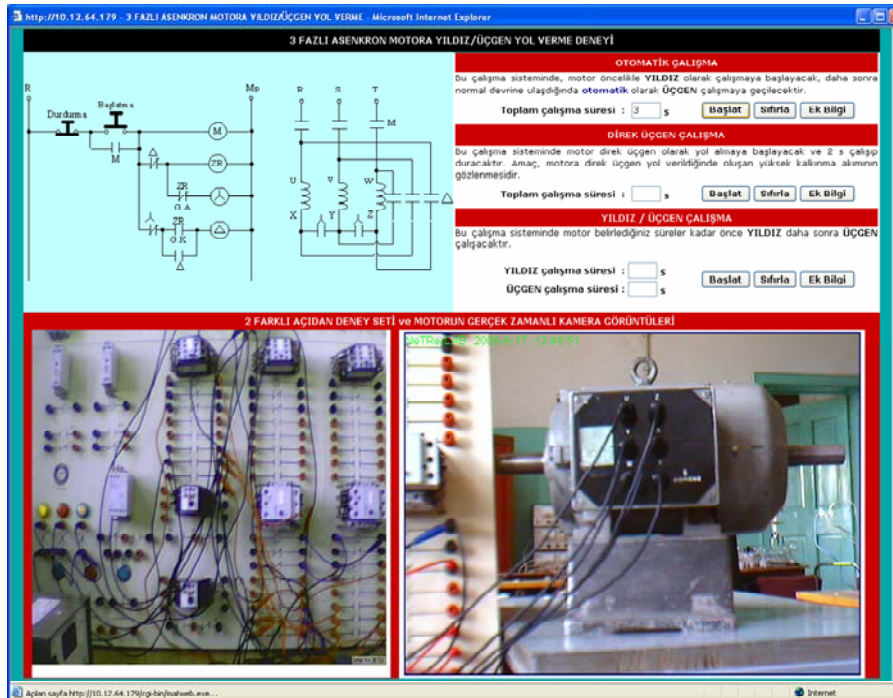 http://10.12.64.179 - 3 FAZLI ASENKRON MOTORA YILDIZ/ÜÇGEN YOL VERME - Microsoft Internet Explorer
3 FAZLI ASENKRON MOTORA YILDIZ/ÜÇGEN YOL VERME DENEYİ
R
Mp
Durdurma
Başlatma
M
M
ZR
ZR
G.A
ZR
O.K
R S T
M
U V W
X Y Z
OTOMATİK ÇALIŞMA
Bu çalışma sisteminde, motor öncelikle YILDIZ olarak çalışmaya başlayacak, daha sonra
normal devrine ulaşdığında otomatik olarak ÜÇGEN çalışmaya geçilecektir.
Toplam çalışma süresi : 3 s Başlat Sıfırla Ek Bilgi
DİREK ÜÇGEN ÇALIŞMA
Bu çalışma sisteminde motor direk üçgen olarak yol almaya başlayacak ve 2 s çalışıp
duracaktır. Amaç, motora direk üçgen yol verildiğinde oluşan yüksek kalkınma akımının
gözlenmesidir.
Toplam çalışma süresi : s Başlat Sıfırla Ek Bilgi
YILDIZ / ÜÇGEN ÇALIŞMA
Bu çalışma sisteminde motor belirlediğiniz süreler kadar önce YILDIZ daha sonra ÜÇGEN
çalışacaktır.
YILDIZ çalışma süresi : s
ÜÇGEN çalışma süresi : s
Başlat Sıfırla Ek Bilgi
2 FARKLI AÇIDAN DENEY SETİ ve MOTORUN GERÇEK ZAMANLI KAMERA GÖRÜNTÜLERİ
U Z
SIEMENS
Açılan sayfa http://10.12.64.179/cgi-bin/mahweb.exe...
Internet